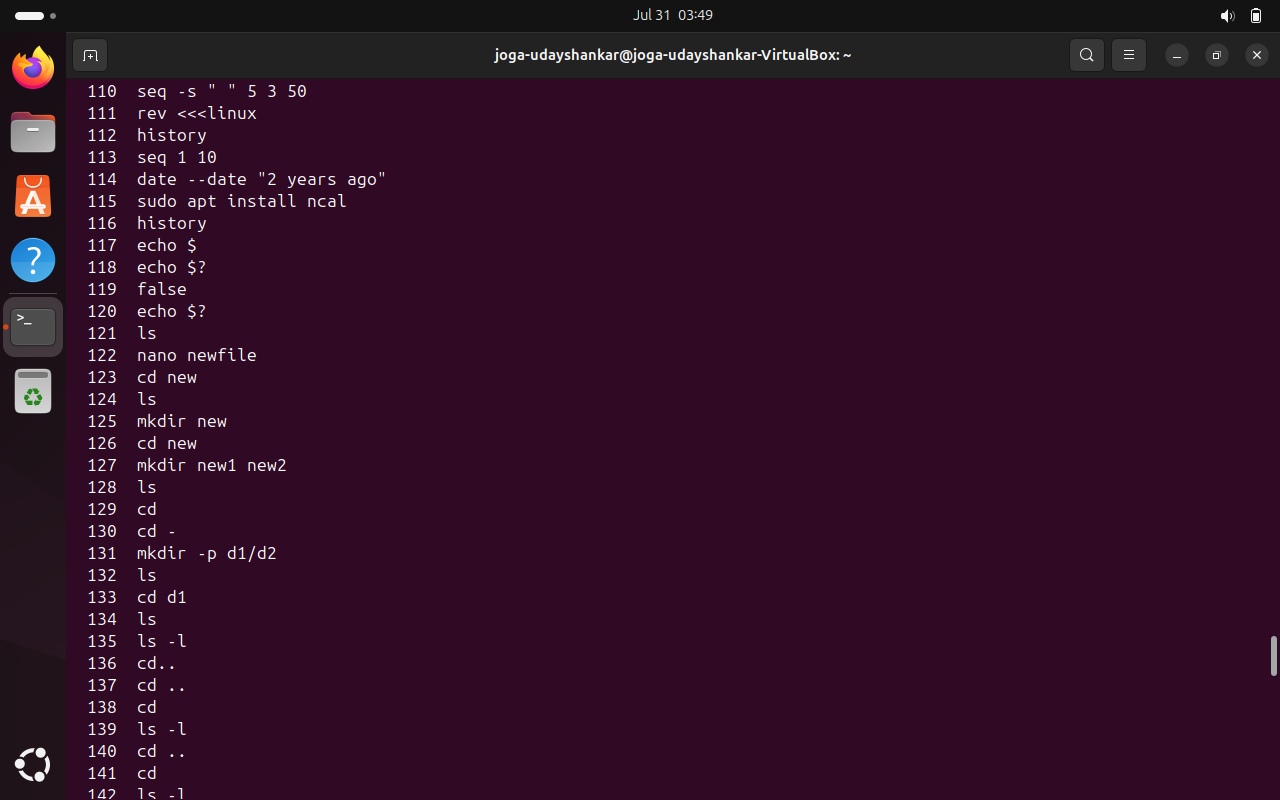 Jul 31 03:49
joga-udayshankar@joga-udayshankar-VirtualBox: ~
110 seq -s " " 5 3 50
111 rev <<<linux
112 history
113 seq 1 10
114 date --date "2 years ago"
115 sudo apt install ncal
116 history
117 echo $
118 echo $?
119 false
120 echo $?
121 ls
122 nano newfile
123 cd new
124 ls
125 mkdir new
126 cd new
127 mkdir new1 new2
128 ls
129 cd
130 cd -
131 mkdir -p d1/d2
132 ls
133 cd d1
134 ls
135 ls -l
136 cd..
137 cd ..
138 cd
139 ls -l
140 cd ..
141 cd
142 ls -l